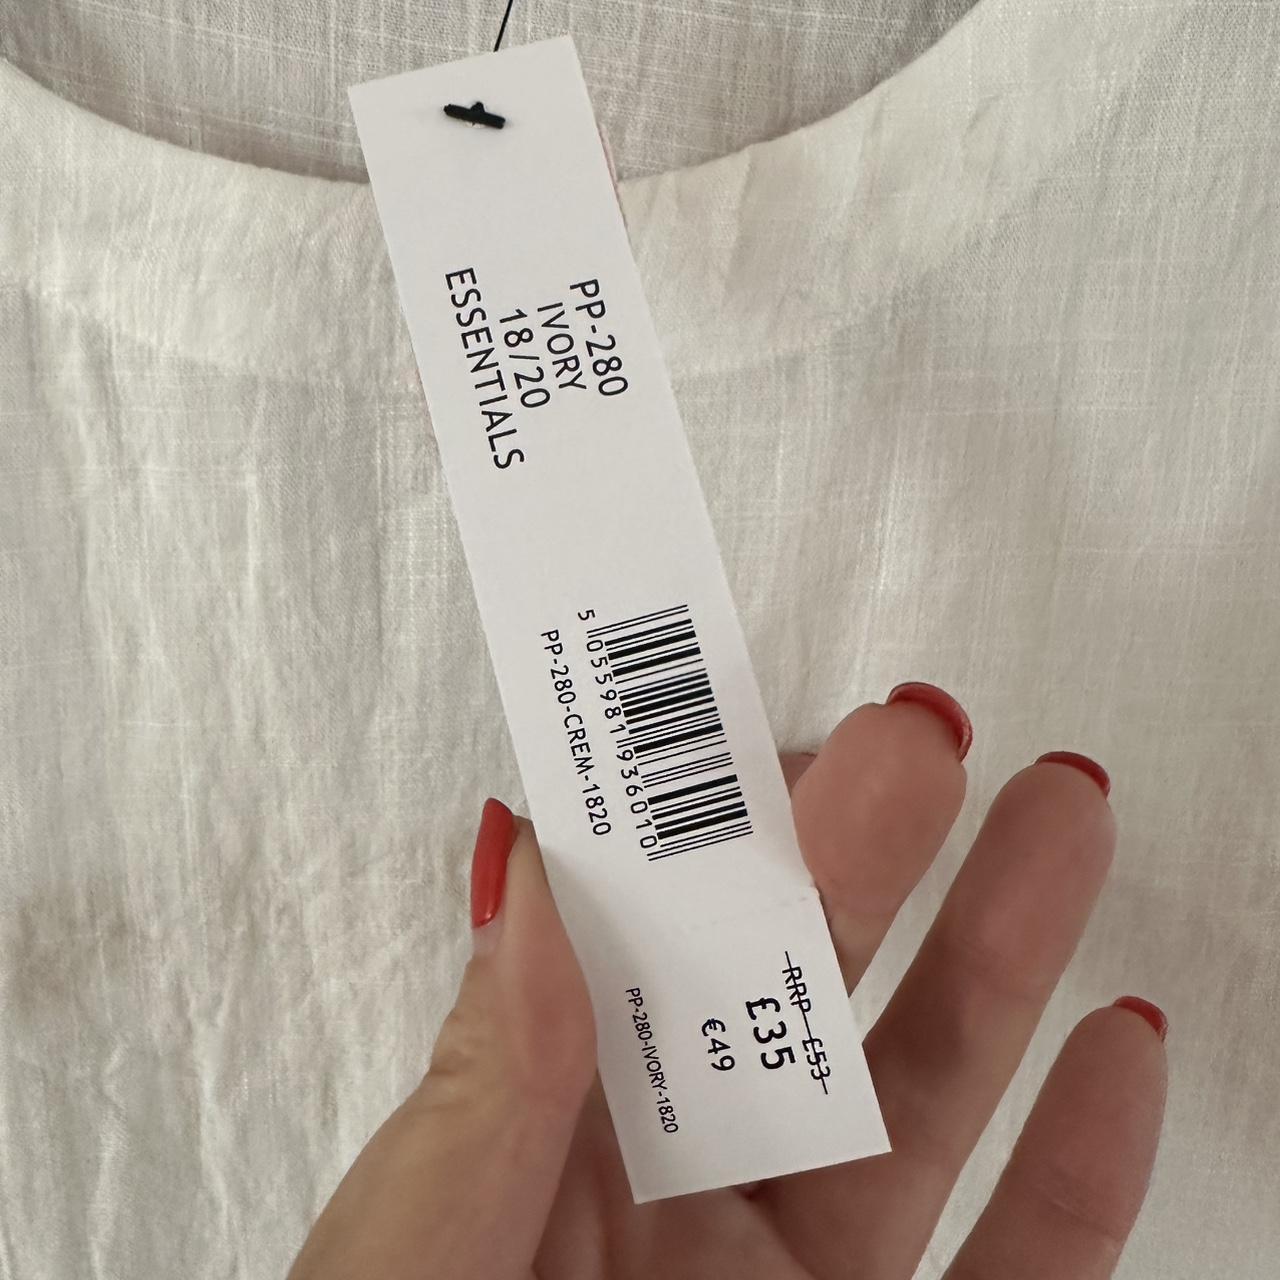 PP-280
IVORY
18/20
ESSENTIALS
5 055981 936010
PP-280-CREM-1820
RRP £53
£35
€49
PP-280-IVORY-1820